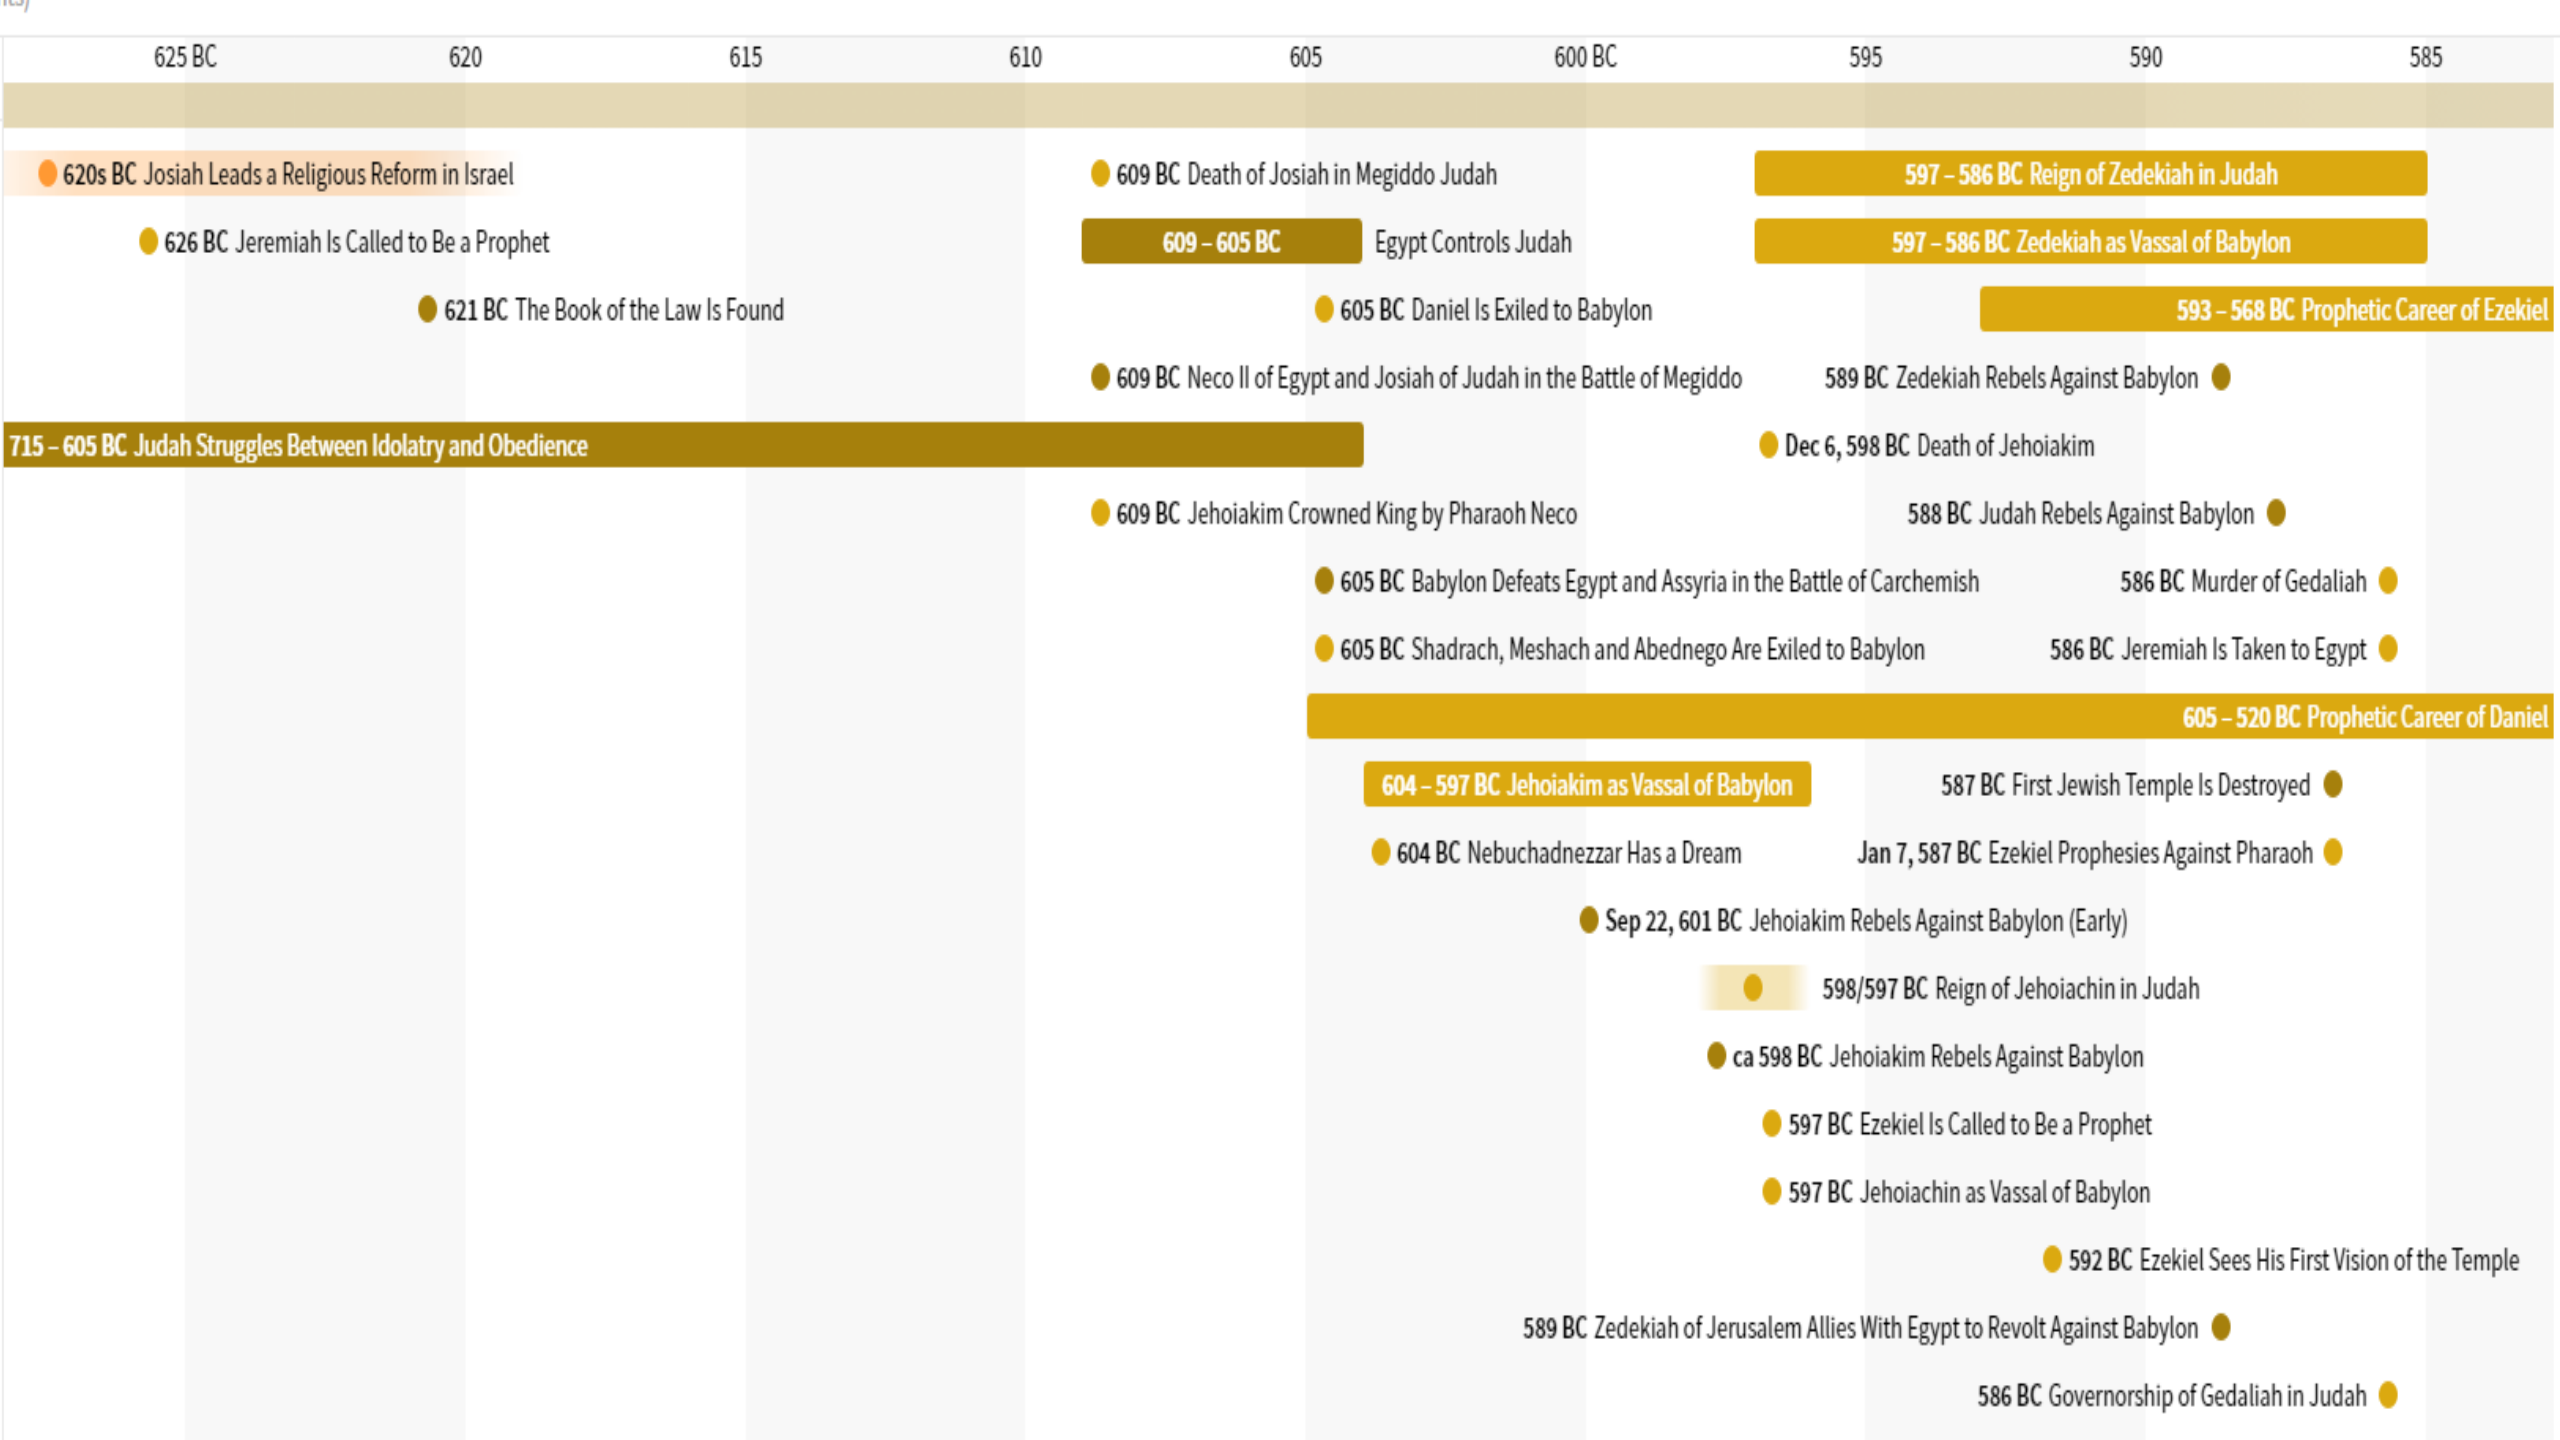 625 BC 620 615 610 605 600 BC 595 590 585
620s BC Josiah Leads a Religious Reform in Israel
609 BC Death of Josiah in Megiddo Judah
597 – 586 BC Reign of Zedekiah in Judah
626 BC Jeremiah Is Called to Be a Prophet
609 – 605 BC Egypt Controls Judah
597 – 586 BC Zedekiah as Vassal of Babylon
621 BC The Book of the Law Is Found
605 BC Daniel Is Exiled to Babylon
593 – 568 BC Prophetic Career of Ezekiel
609 BC Neco II of Egypt and Josiah of Judah in the Battle of Megiddo
589 BC Zedekiah Rebels Against Babylon
715 – 605 BC Judah Struggles Between Idolatry and Obedience
Dec 6, 598 BC Death of Jehoiakim
609 BC Jehoiakim Crowned King by Pharaoh Neco
588 BC Judah Rebels Against Babylon
605 BC Babylon Defeats Egypt and Assyria in the Battle of Carchemish
586 BC Murder of Gedaliah
605 BC Shadrach, Meshach and Abednego Are Exiled to Babylon
586 BC Jeremiah Is Taken to Egypt
605 – 520 BC Prophetic Career of Daniel
604 – 597 BC Jehoiakim as Vassal of Babylon
587 BC First Jewish Temple Is Destroyed
604 BC Nebuchadnezzar Has a Dream
Jan 7, 587 BC Ezekiel Prophesies Against Pharaoh
Sep 22, 601 BC Jehoiakim Rebels Against Babylon (Early)
598/597 BC Reign of Jehoiachin in Judah
ca 598 BC Jehoiakim Rebels Against Babylon
597 BC Ezekiel Is Called to Be a Prophet
597 BC Jehoiachin as Vassal of Babylon
592 BC Ezekiel Sees His First Vision of the Temple
589 BC Zedekiah of Jerusalem Allies With Egypt to Revolt Against Babylon
586 BC Governorship of Gedaliah in Judah